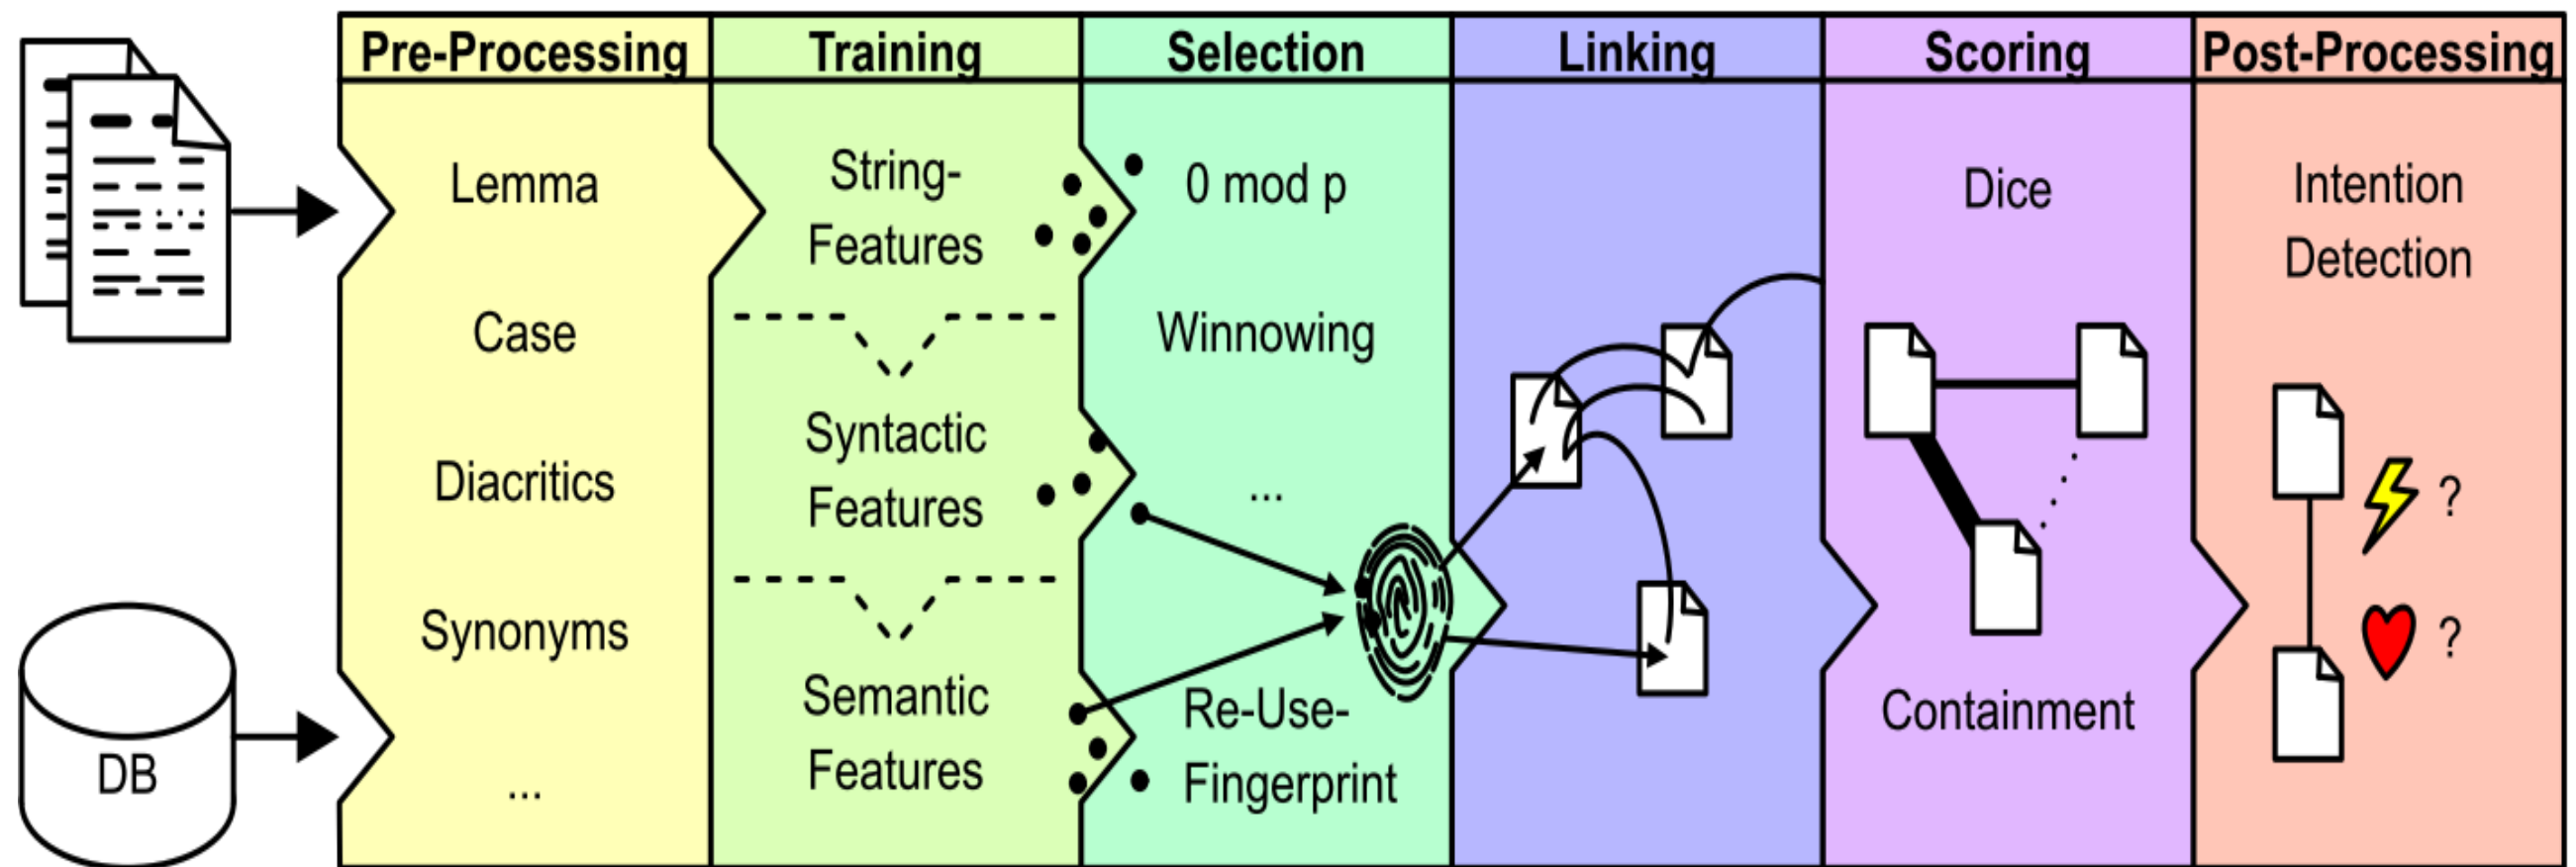 Pre-Processing
Training
Selection
Linking
Scoring
Post-Processing
Lemma
Case
Diacritics
Synonyms
...
String-
Features
Syntactic
Features
Semantic
Features
0 mod p
Winnowing
...
Re-Use-
Fingerprint
Dice
Containment
Intention
Detection
?
?
DB